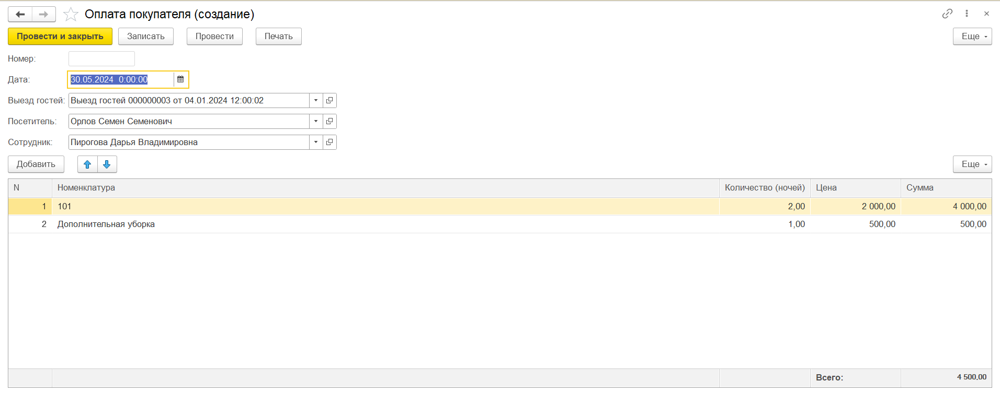 Оплата покупателя (создание)
Провести и закрыть Записать Провести Печать Еще
Номер:
Дата: 30.05.2024 0:00:00
Выезд гостей: Выезд гостей 000000003 от 04.01.2024 12:00:02
Посетитель: Орлов Семен Семенович
Сотрудник: Пирогова Дарья Владимировна
Добавить Еще
N Номенклатура Количество (ночей) Цена Сумма
1 101 2,00 2 000,00 4 000,00
2 Дополнительная уборка 1,00 500,00 500,00
Всего: 4 500,00